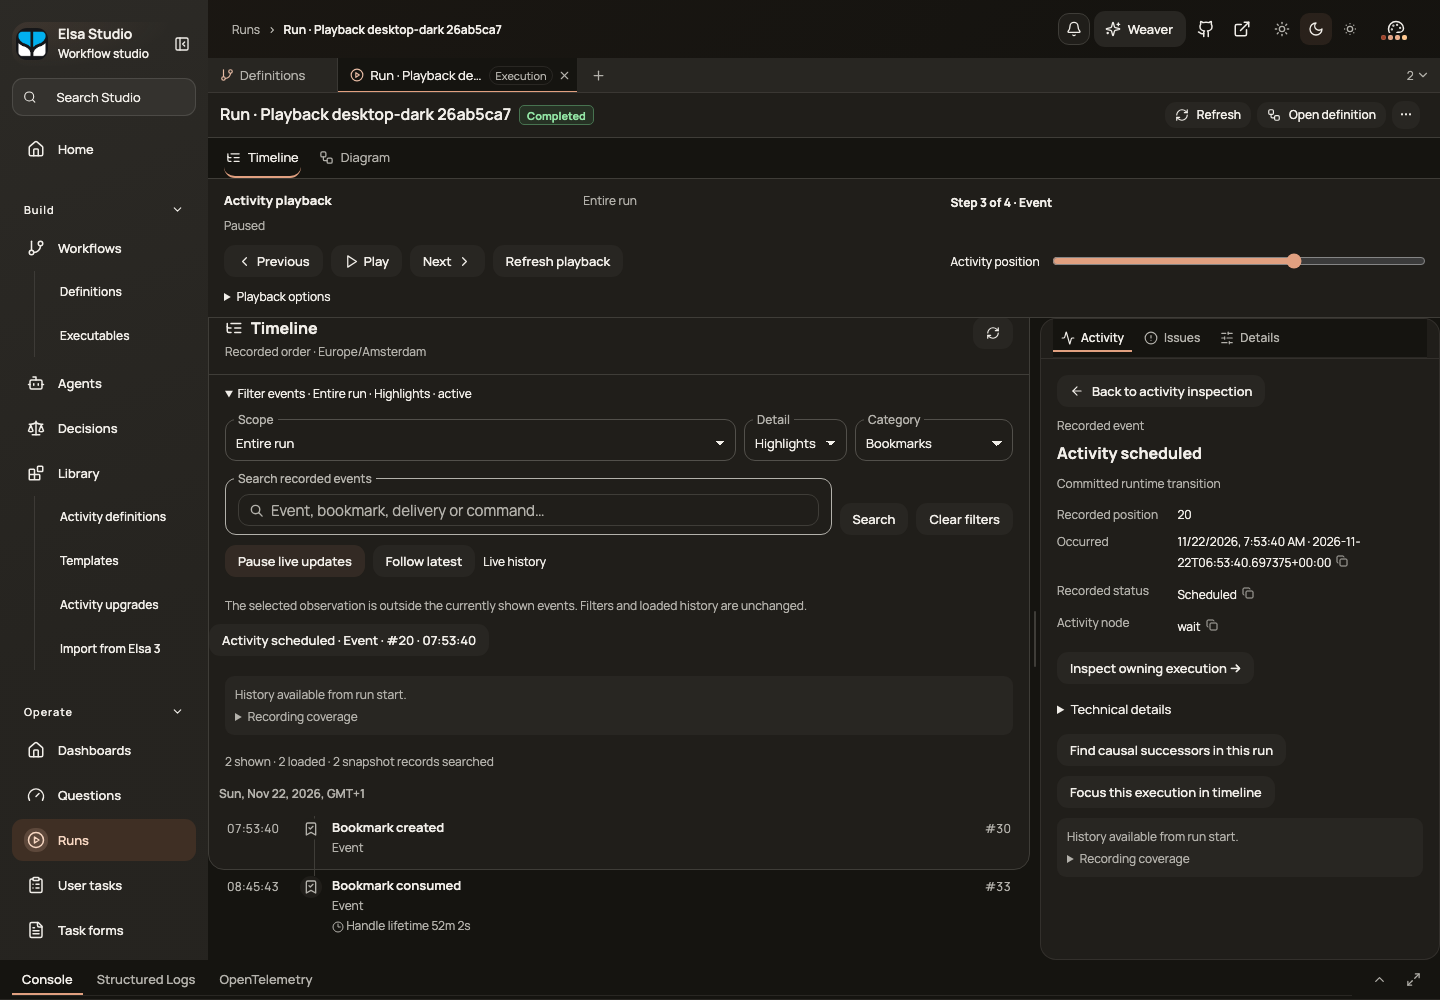 Elsa Studio
Workflow studio
Search Studio
Home
Build
Workflows
Definitions
Executables
Agents
Decisions
Library
Activity definitions
Templates
Activity upgrades
Import from Elsa 3
Operate
Dashboards
Questions
Runs
User tasks
Task forms
Runs › Run · Playback desktop-dark 26ab5ca7
Weaver
Definitions
Run · Playback de... Execution
2
Run · Playback desktop-dark 26ab5ca7 Completed
Refresh
Open definition
Timeline
Diagram
Activity playback
Entire run
Step 3 of 4 · Event
Paused
Previous
Play
Next
Refresh playback
Activity position
Playback options
Timeline
Recorded order · Europe/Amsterdam
Filter events · Entire run · Highlights · active
Scope
Entire run
Detail
Highlights
Category
Bookmarks
Search recorded events
Event, bookmark, delivery or command...
Search
Clear filters
Pause live updates
Follow latest
Live history
The selected observation is outside the currently shown events. Filters and loaded history are unchanged.
Activity scheduled · Event · #20 · 07:53:40
History available from run start.
Recording coverage
2 shown · 2 loaded · 2 snapshot records searched
Sun, Nov 22, 2026, GMT+1
07:53:40 Bookmark created #30
Event
08:45:43 Bookmark consumed #33
Event
Handle lifetime 52m 2s
Activity
Issues
Details
Back to activity inspection
Recorded event
Activity scheduled
Committed runtime transition
Recorded position 20
Occurred 11/22/2026, 7:53:40 AM · 2026-11-
22T06:53:40.697375+00:00
Recorded status Scheduled
Activity node wait
Inspect owning execution →
Technical details
Find causal successors in this run
Focus this execution in timeline
History available from run start.
Recording coverage
Console
Structured Logs
OpenTelemetry